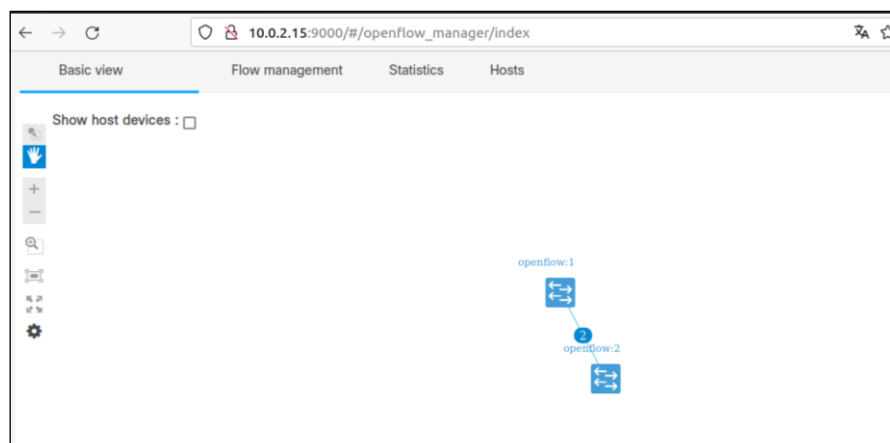 10.0.2.15:9000/#/openflow_manager/index
Basic view Flow management Statistics Hosts
Show host devices :
openflow:1
2
openflow:2